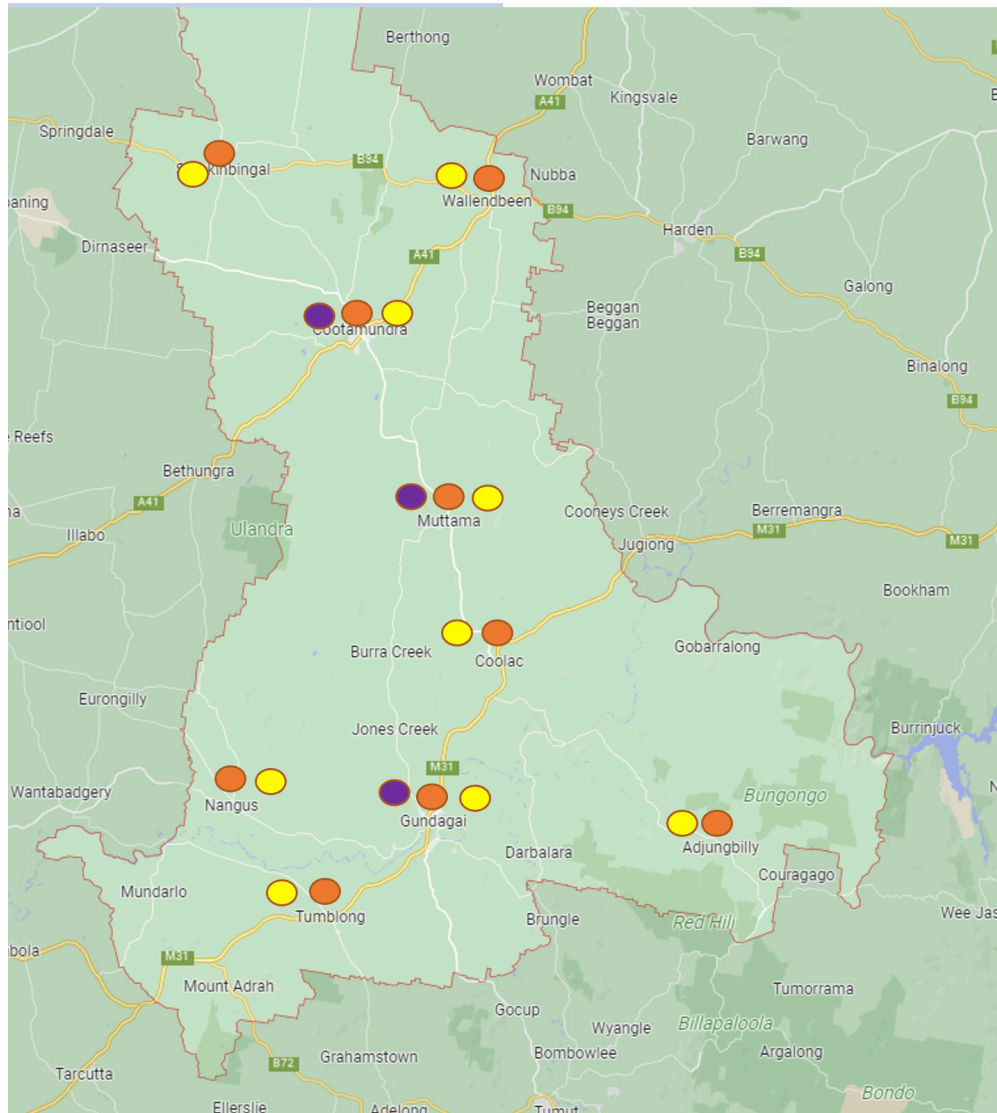 Berthong
Wombat
Kingsvale
A41
Springdale
Barwang
B94
Nubba
Wallendbeen
B94
Harden
Dirnaseer
A41
B94
Galong
Beggan
Beggan
Cootamundra
Binalong
B94
Reefs
Bethungra
A41
Ulandra
Illabo
Muttama
Cooneys Creek
Berremangra
M31
M31
Jugiong
Bookham
Burra Creek
Coolac
Gobarralong
Eurongilly
Jones Creek
Burrinjuck
M31
Wantabadgery
Nangus
Bungongo
Gundagai
Adjungbilly
Darbalara
Couragago
Mundarlo
Tumblong
Brungle
Red Hill
Wee Jas
M31
Mount Adrah
Tumorrama
Gocup
Wyangle
Billapaloola
Grahamstown
Bombowlee
Argalong
B72
Tarcutta
Bondo
Ellerslie
Adelong
Tumut